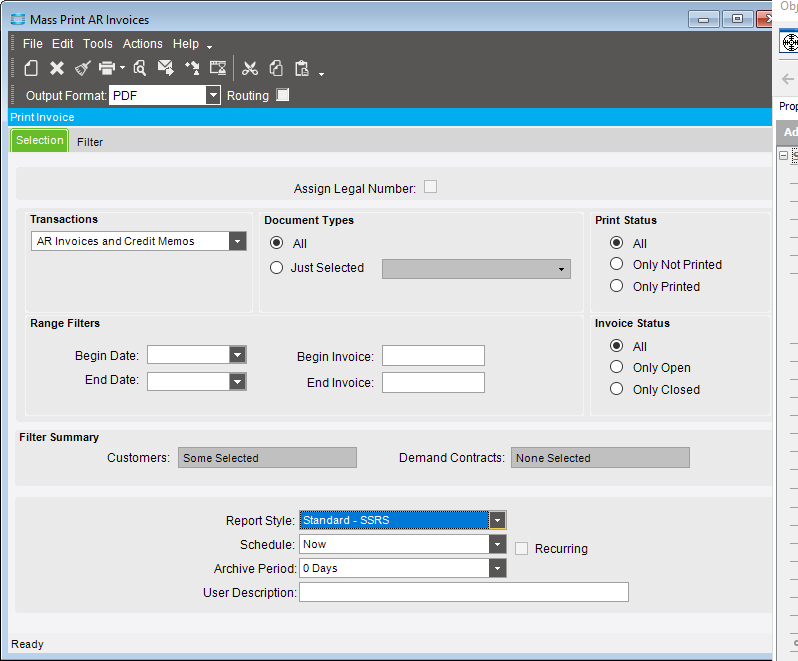 Mass Print AR Invoices
File Edit Tools Actions Help
Output Format: PDF Routing
Print Invoice
Selection Filter
Assign Legal Number:
Transactions
AR Invoices and Credit Memos
Document Types
All
Just Selected
Print Status
All
Only Not Printed
Only Printed
Range Filters
Begin Date:
End Date:
Begin Invoice:
End Invoice:
Invoice Status
All
Only Open
Only Closed
Filter Summary
Customers: Some Selected
Demand Contracts: None Selected
Report Style: Standard - SSRS
Schedule: Now
Recurring
Archive Period: 0 Days
User Description:
Ready
Obj
Prop
Ad